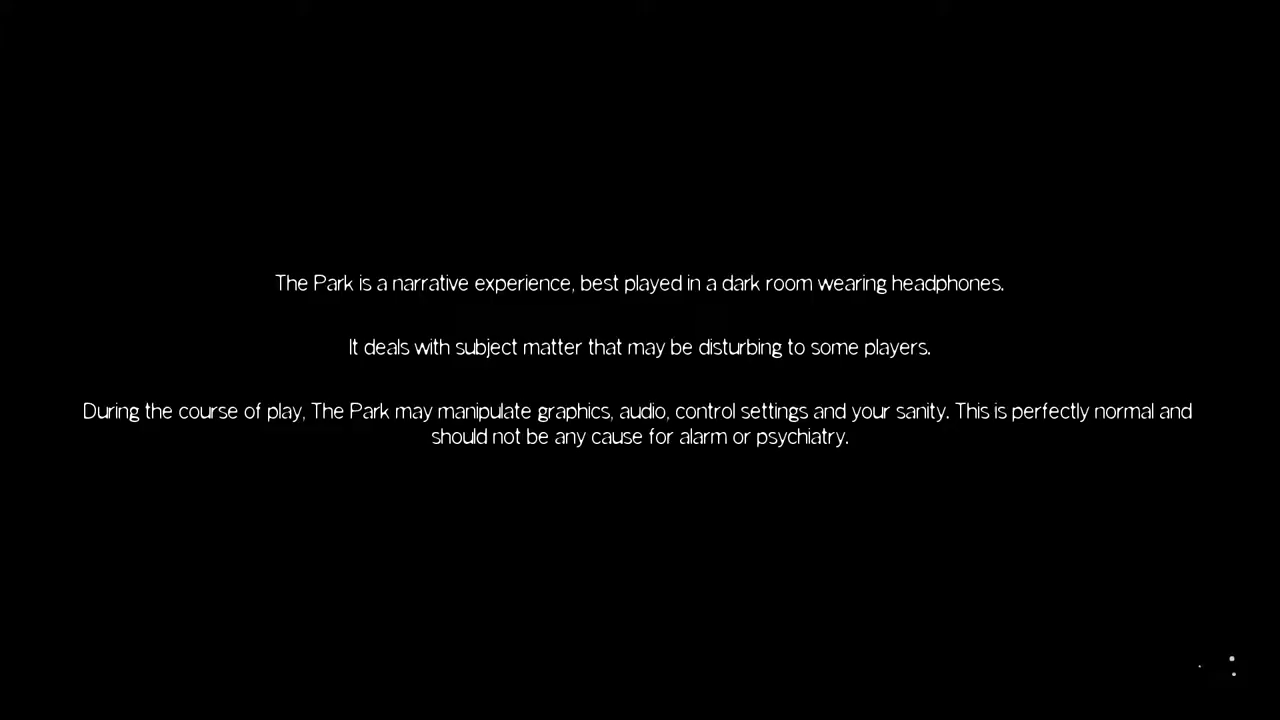 The Park is a narrative experience, best played in a dark room wearing headphones.
It deals with subject matter that may be disturbing to some players.
During the course of play, The Park may manipulate graphics, audio, control settings and your sanity. This is perfectly normal and
should not be any cause for alarm or psychiatry.